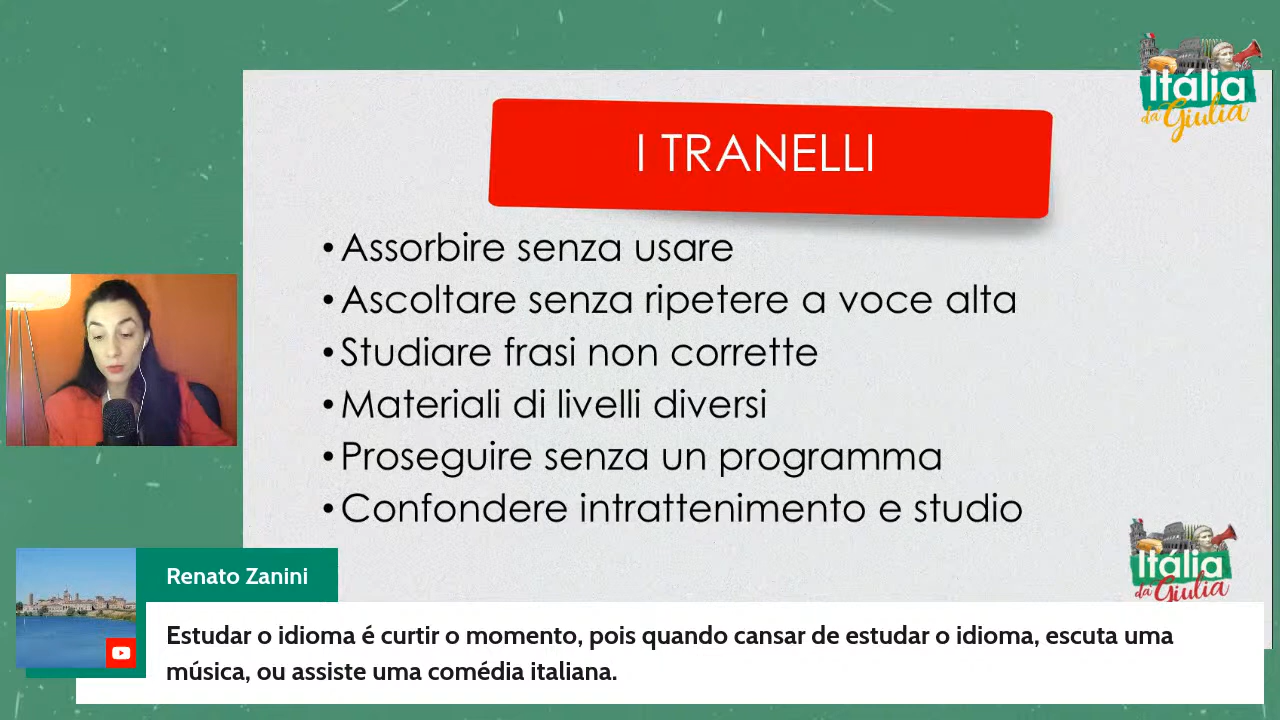 Itália
da Giulia
I TRANELLI
• Assorbire senza usare
• Ascoltare senza ripetere a voce alta
• Studiare frasi non corrette
• Materiali di livelli diversi
• Proseguire senza un programma
• Confondere intrattenimento e studio
Itália
da Giulia
Renato Zanini
Estudar o idioma é curtir o momento, pois quando cansar de estudar o idioma, escuta uma
música, ou assiste uma comédia italiana.